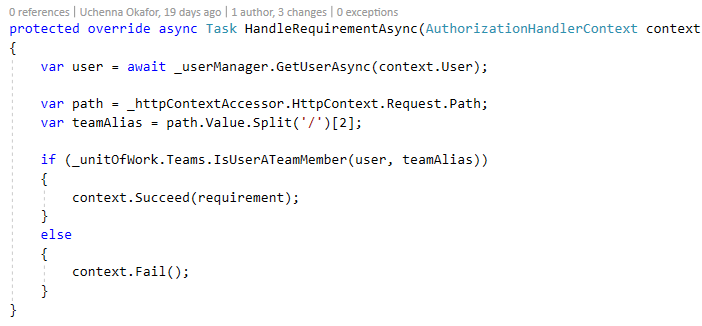 0 references | Uchenna Okafor, 19 days ago | 1 author, 3 changes | 0 exceptions
protected override async Task HandleRequirementAsync(AuthorizationHandlerContext context
{
var user = await _userManager.GetUserAsync(context.User);
var path = _httpContextAccessor.HttpContext.Request.Path;
var teamAlias = path.Value.Split('/')[2];
if (_unitOfWork.Teams.IsUserATeamMember(user, teamAlias))
{
context.Succeed(requirement);
}
else
{
context.Fail();
}
}